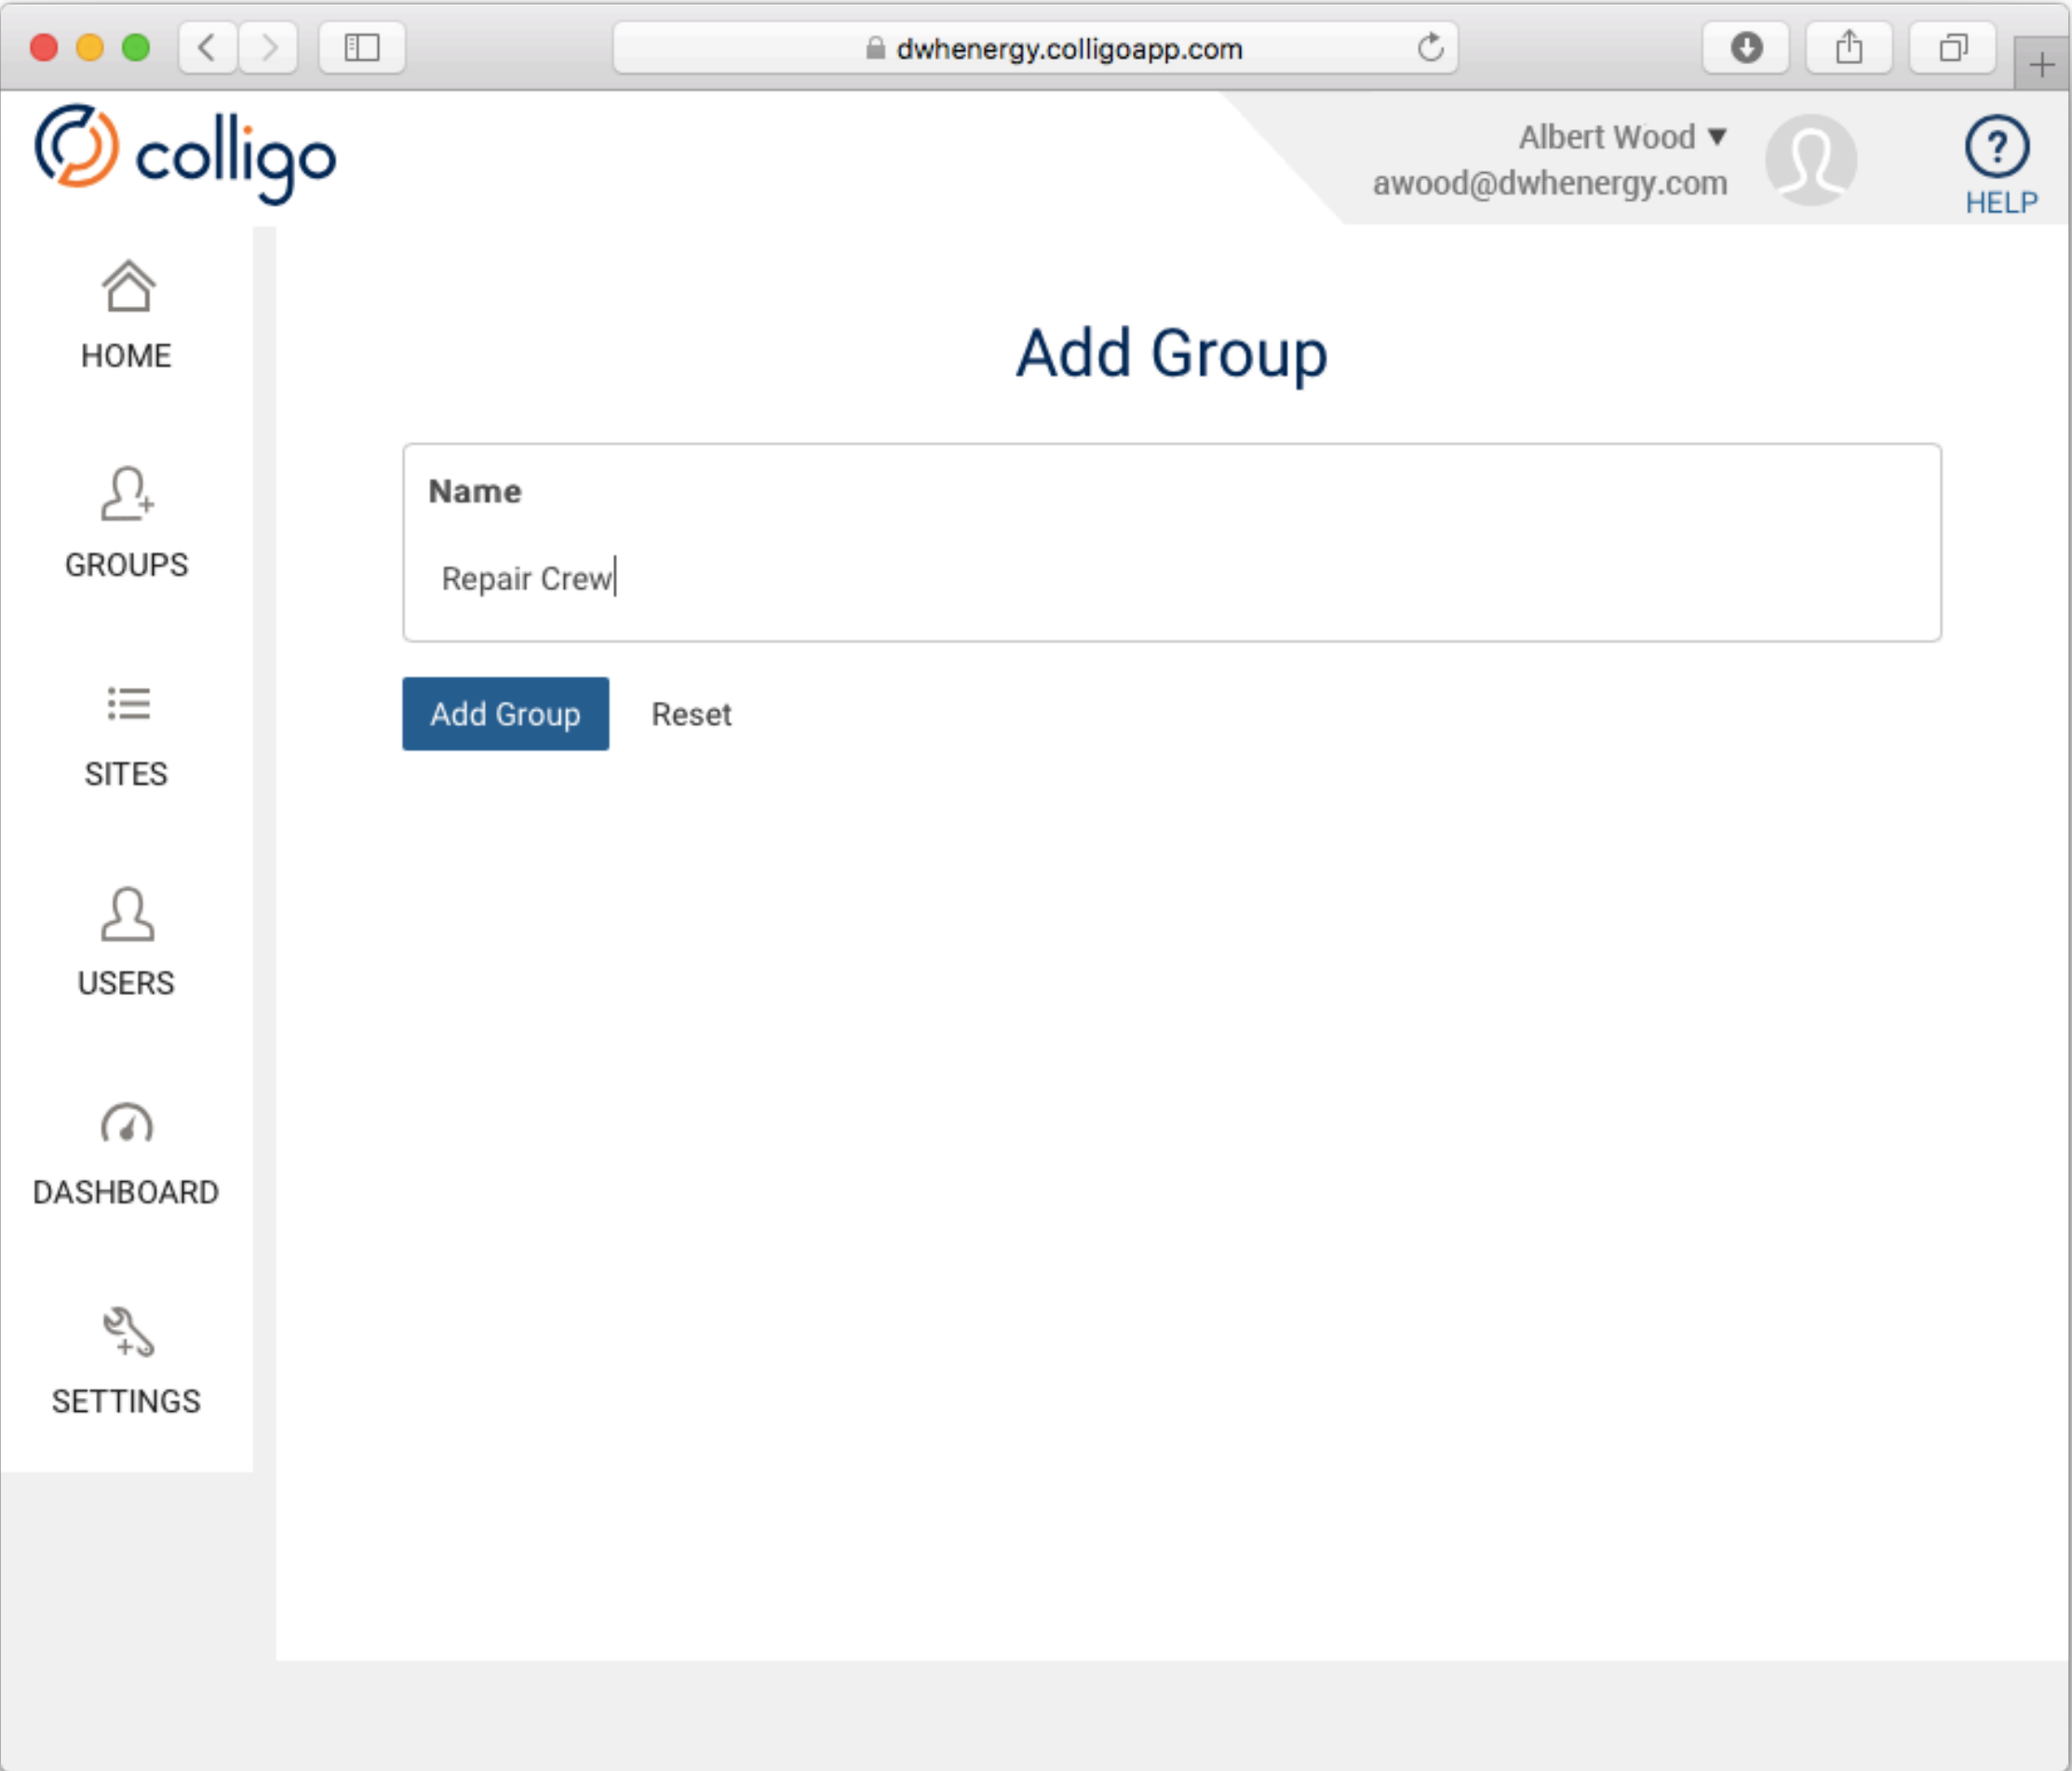 dwhenergy.colligoapp.com
colligo
Albert Wood ▼
awood@dwhenergy.com
?
HELP
HOME
GROUPS
SITES
USERS
DASHBOARD
SETTINGS
Add Group
Name
Repair Crew
Add Group Reset